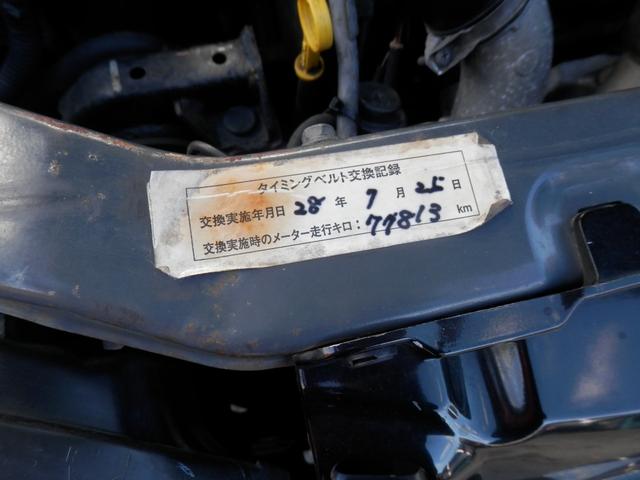 タイミングベルト交換記録
交換実施年月日 28 年 7 月 25 日
交換実施時のメーター走行キロ：77813 km